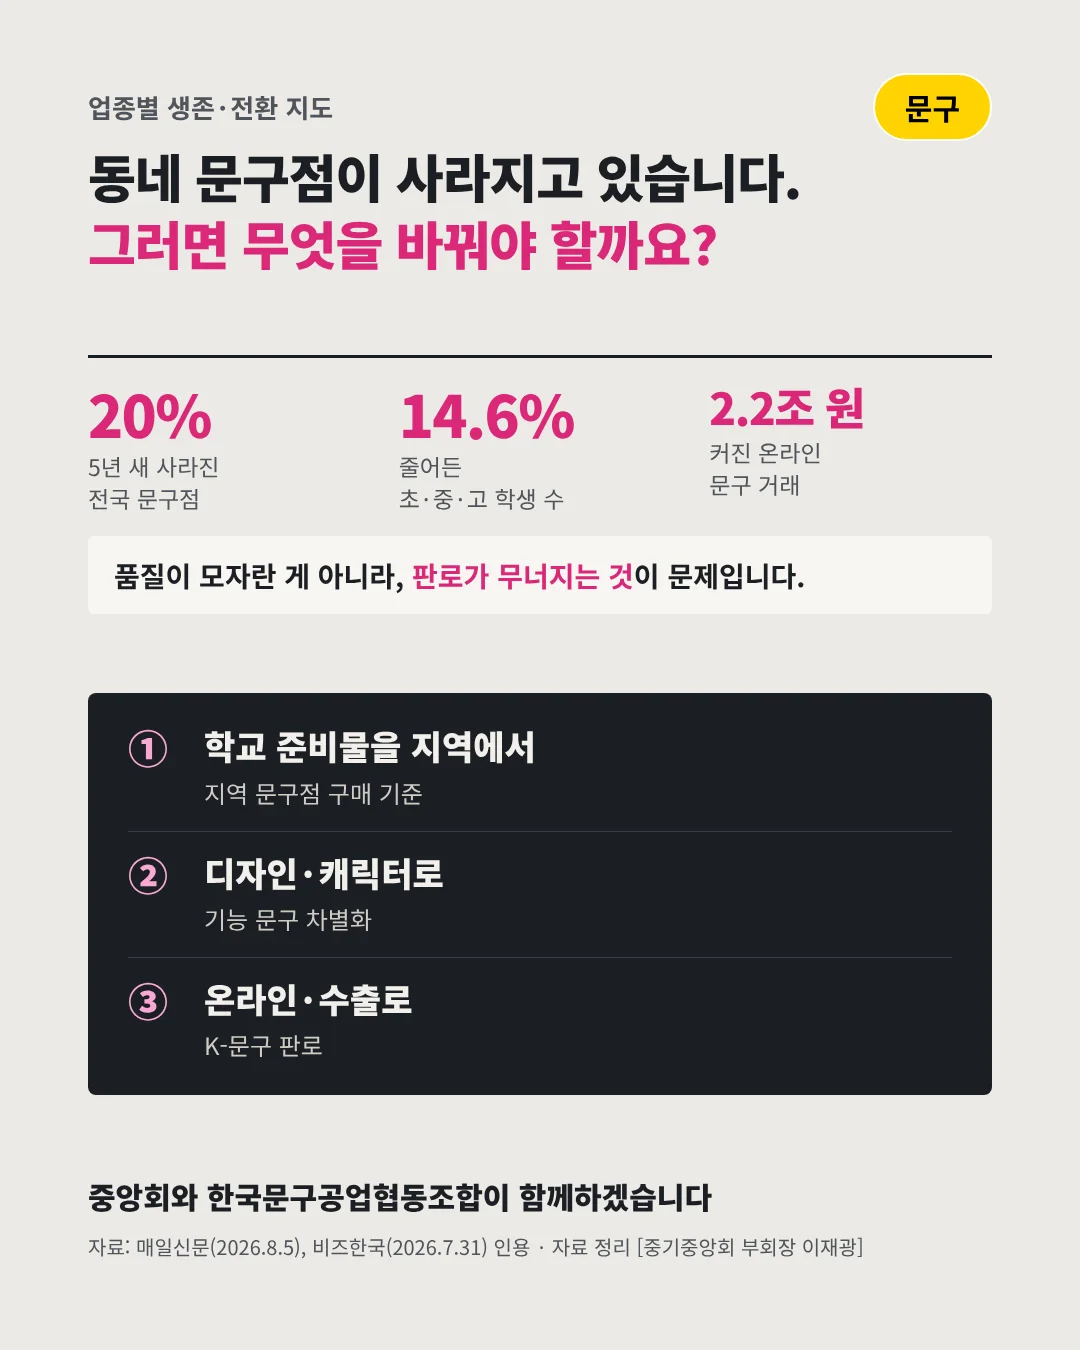 업종별 생존·전환 지도
문구
동네 문구점이 사라지고 있습니다.
그러면 무엇을 바꿔야 할까요?
20%
5년 새 사라진
전국 문구점
14.6%
줄어든
초·중·고 학생 수
2.2조 원
커진 온라인
문구 거래
품질이 모자란 게 아니라, 판로가 무너지는 것이 문제입니다.
① 학교 준비물을 지역에서
지역 문구점 구매 기준
② 디자인·캐릭터로
기능 문구 차별화
③ 온라인·수출로
K-문구 판로
중앙회와 한국문구공업협동조합이 함께하겠습니다
자료: 매일신문(2026.8.5), 비즈한국(2026.7.31) 인용 · 자료 정리 [중기중앙회 부회장 이재광]